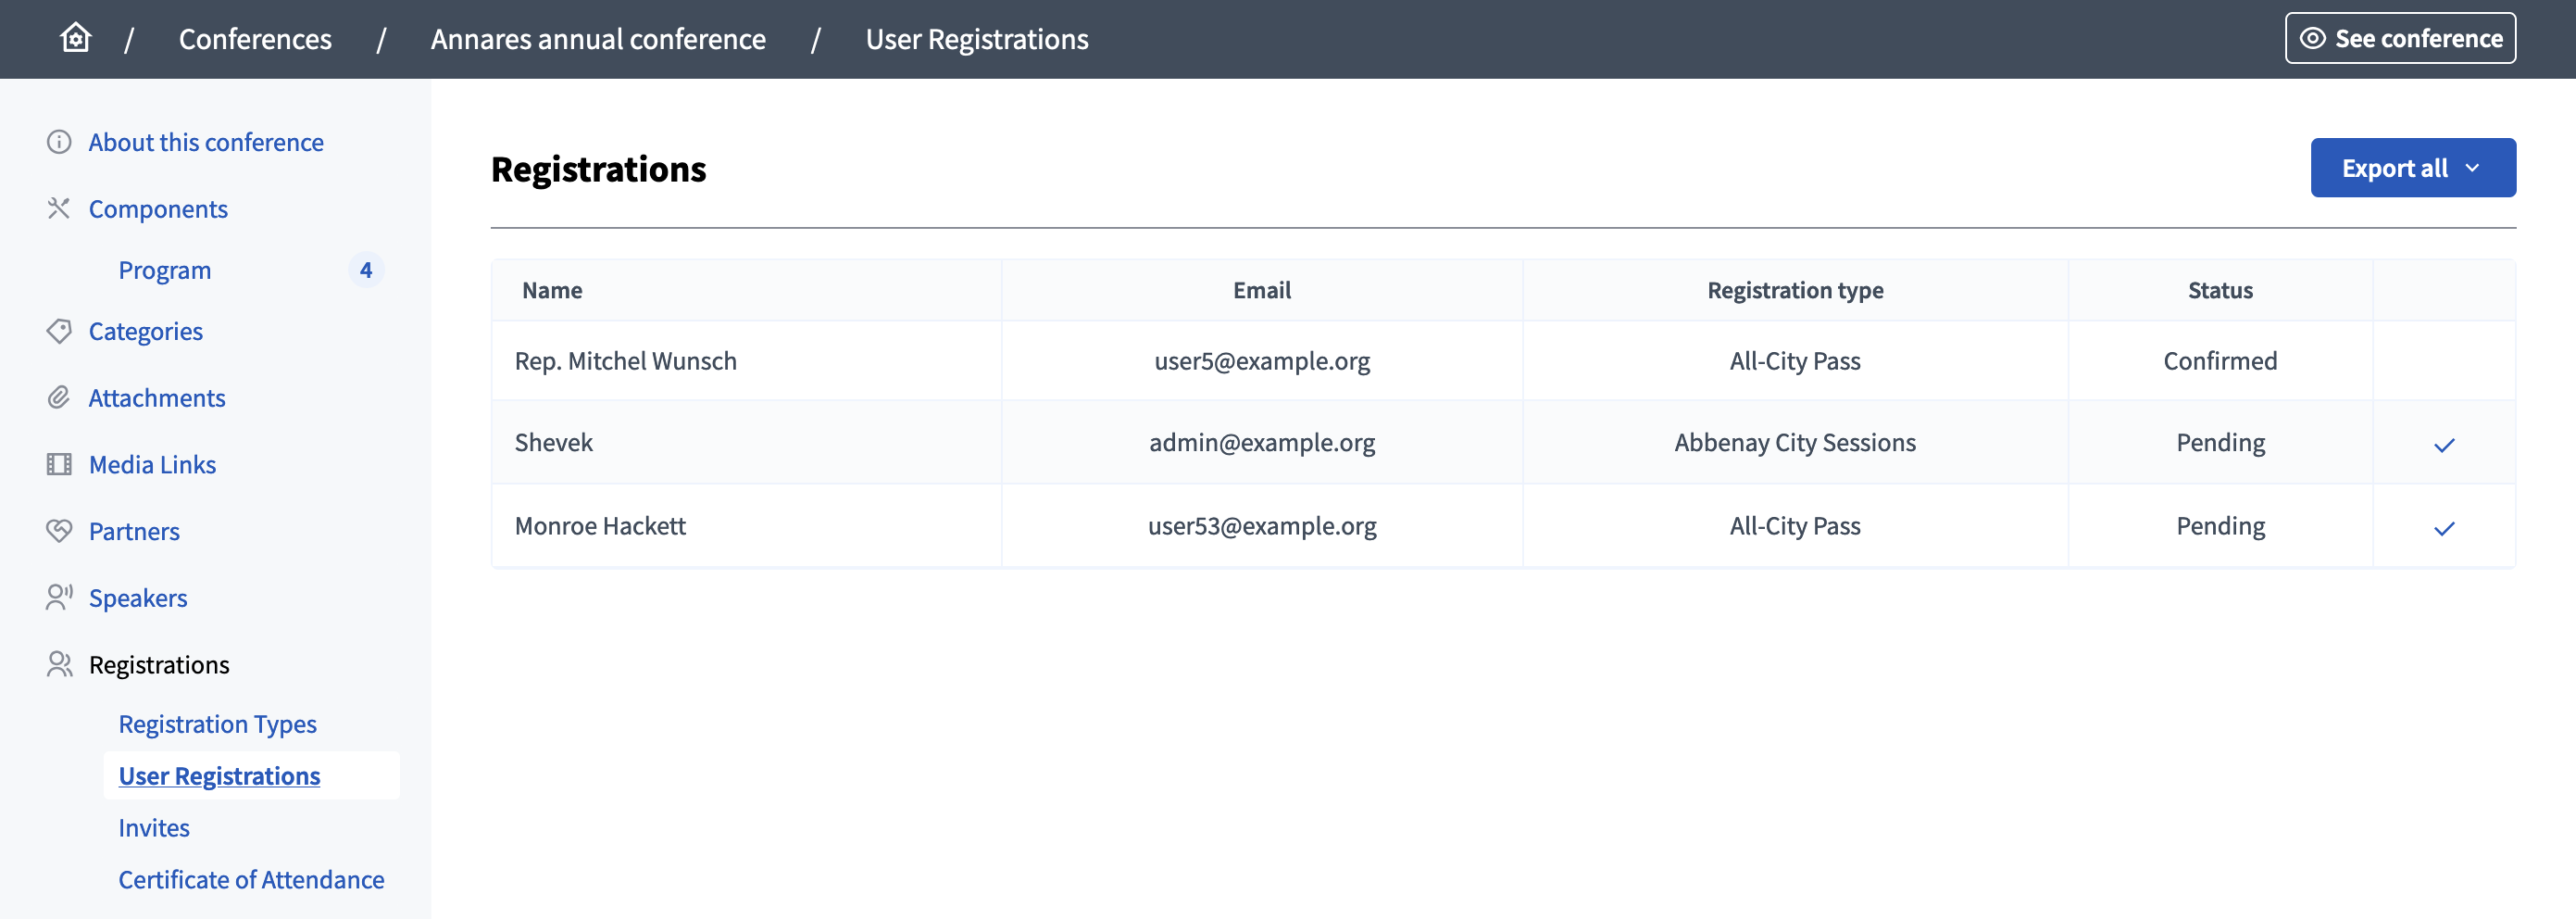 / Conferences / Annares annual conference / User Registrations
See conference
About this conference
Components
Program 4
Categories
Attachments
Media Links
Partners
Speakers
Registrations
Registration Types
User Registrations
Invites
Certificate of Attendance
Registrations
Export all
Name Email Registration type Status
Rep. Mitchel Wunsch user5@example.org All-City Pass Confirmed
Shevek admin@example.org Abbenay City Sessions Pending
Monroe Hackett user53@example.org All-City Pass Pending